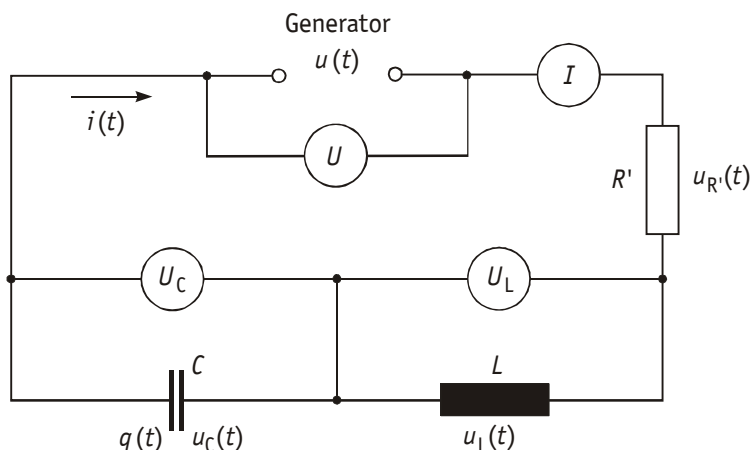 Generator
u(t)
I
i(t)
U
R' u_R'(t)
U_C U_L
C L
q(t) u_C(t) u_L(t)